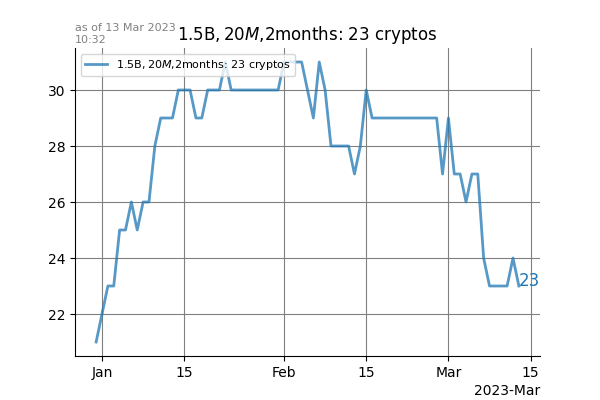 as of 13 Mar 2023
10:32
1.5B, 20M,2months: 23 cryptos
1.5B, 20M,2months: 23 cryptos
30
28
26
24
22
23
Jan 15 Feb 15 Mar 15
2023-Mar